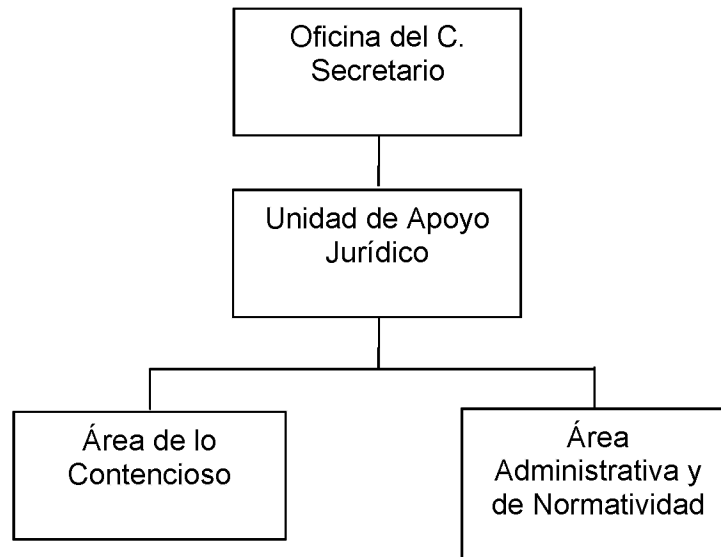 Oficina del C.
Secretario
Unidad de Apoyo
Jurídico
Área de lo
Contencioso
Área
Administrativa y
de Normatividad